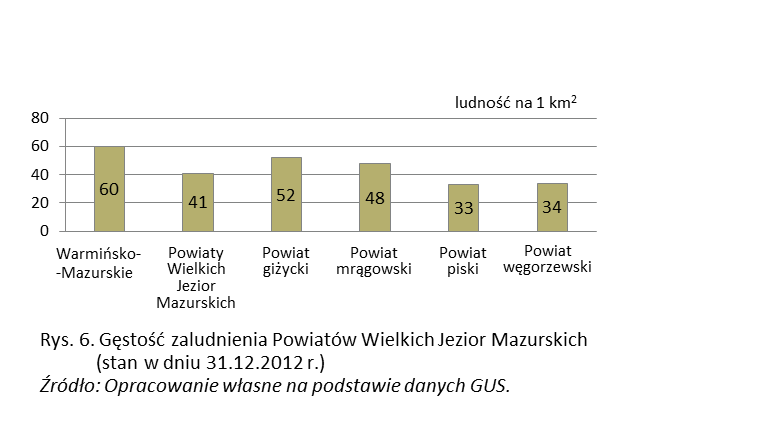 ludność na 1 km²
80
60
40
20
0
60
41
52
48
33
34
Warmińsko-
-Mazurskie
Powiaty
Wielkich
Jezior
Mazurskich
Powiat
giżycki
Powiat
mrągowski
Powiat
piski
Powiat
węgorzewski
Rys. 6. Gęstość zaludnienia Powiatów Wielkich Jezior Mazurskich
(stan w dniu 31.12.2012 r.)
Źródło: Opracowanie własne na podstawie danych GUS.